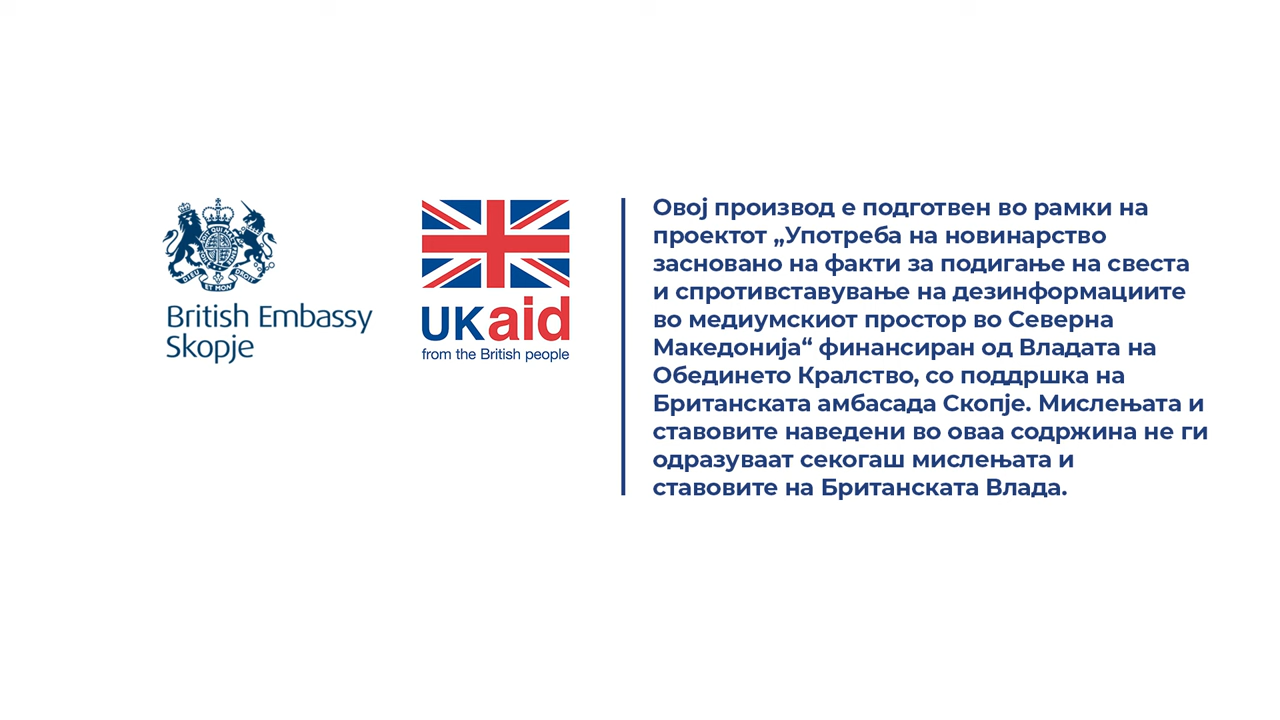 British Embassy
Skopje
UKaid
from the British people
Овој производ е подготвен во рамки на
проектот „Употреба на новинарство
засновано на факти за подигање на свеста
и спротивставување на дезинформациите
во медиумскиот простор во Северна
Македонија“ финансиран од Владата на
Обединето Кралство, со поддршка на
Британската амбасада Скопје. Мислењата и
ставовите наведени во оваа содржина не ги
одразуваат секогаш мислењата и
ставовите на Британската Влада.